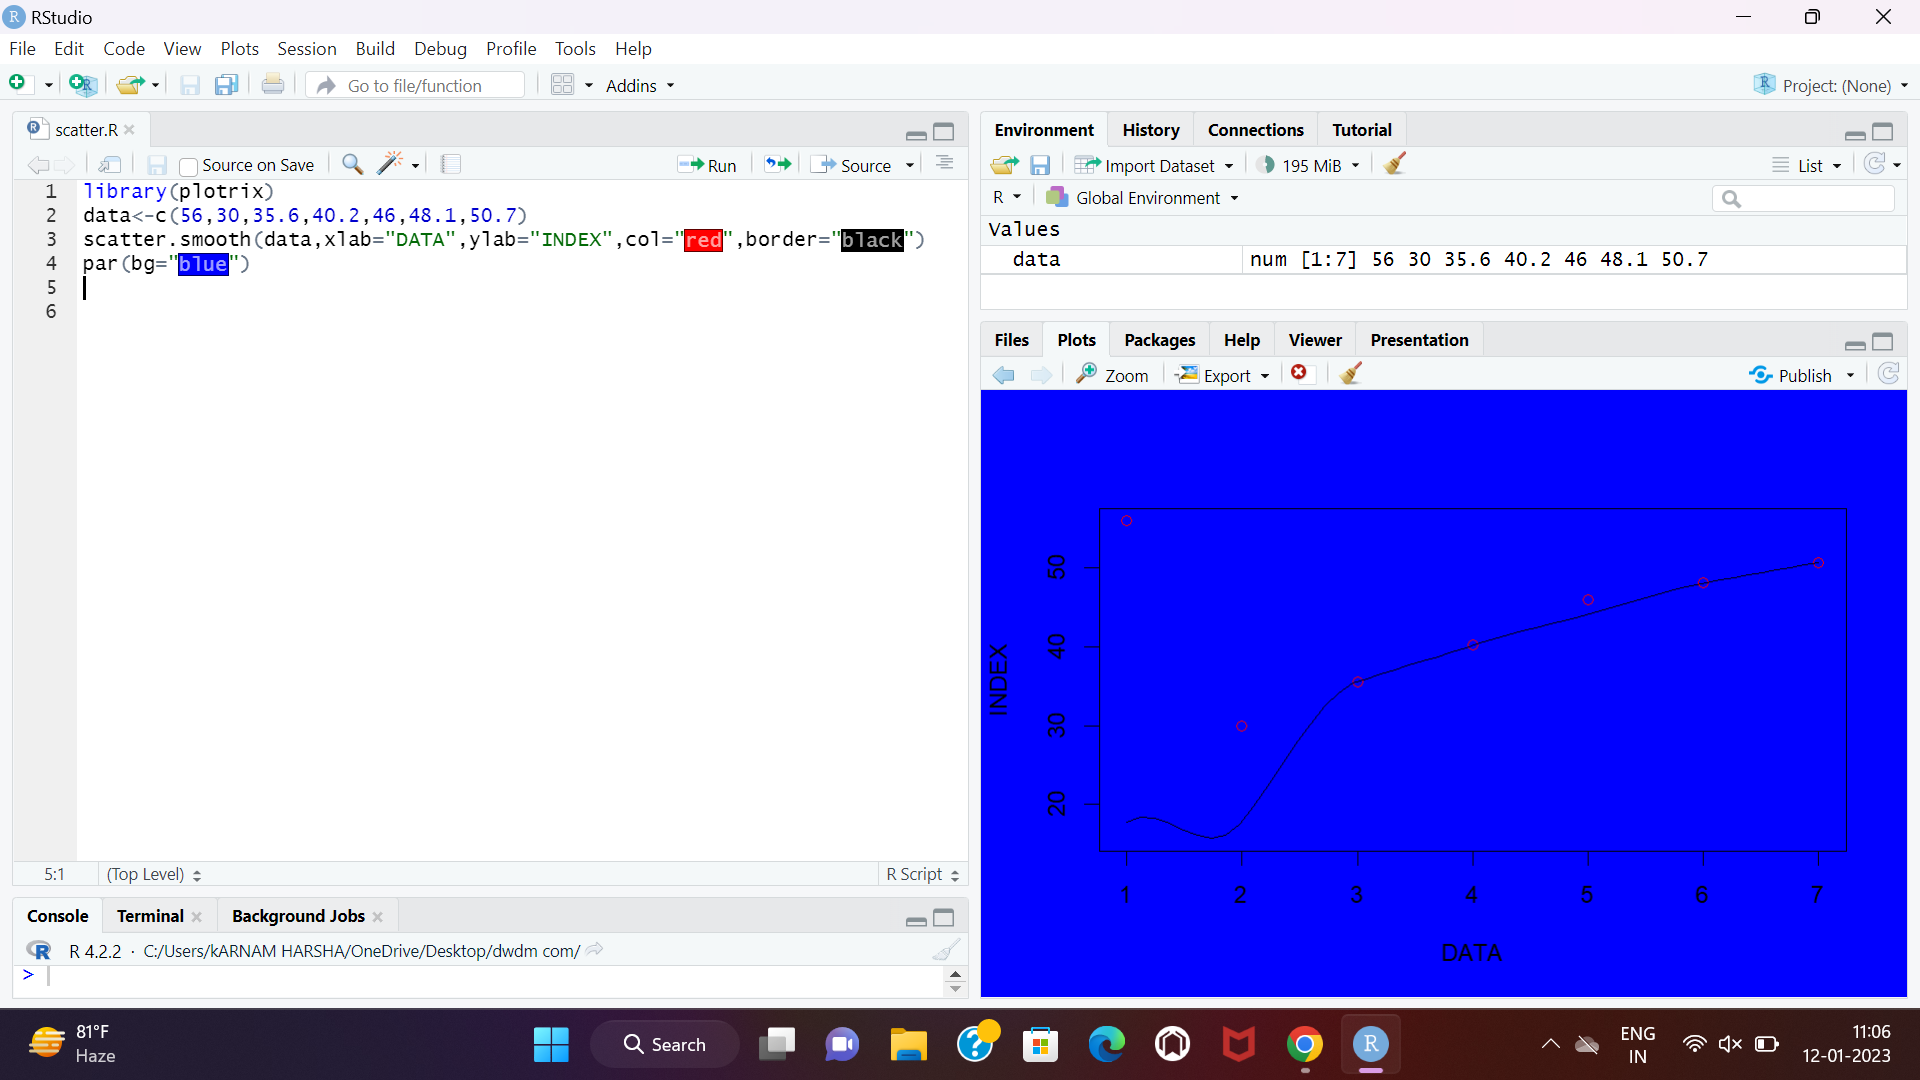 RStudio
File Edit Code View Plots Session Build Debug Profile Tools Help
Go to file/function Addins Project: (None)
scatter.R
Source on Save Run Source
1 library(plotrix)
2 data<-c(56,30,35.6,40.2,46,48.1,50.7)
3 scatter.smooth(data,xlab="DATA",ylab="INDEX",col="red",border="black")
4 par(bg="blue")
5
6
5:1 (Top Level) R Script
Console Terminal Background Jobs
R 4.2.2 · C:/Users/kARNAM HARSHA/OneDrive/Desktop/dwdm com/
>
Environment History Connections Tutorial
Import Dataset 195 MiB List
R Global Environment
Values
data num [1:7] 56 30 35.6 40.2 46 48.1 50.7
Files Plots Packages Help Viewer Presentation
Zoom Export Publish
50
40
30
20
INDEX
1 2 3 4 5 6 7
DATA
81°F
Haze
Search
ENG
IN
11:06
12-01-2023